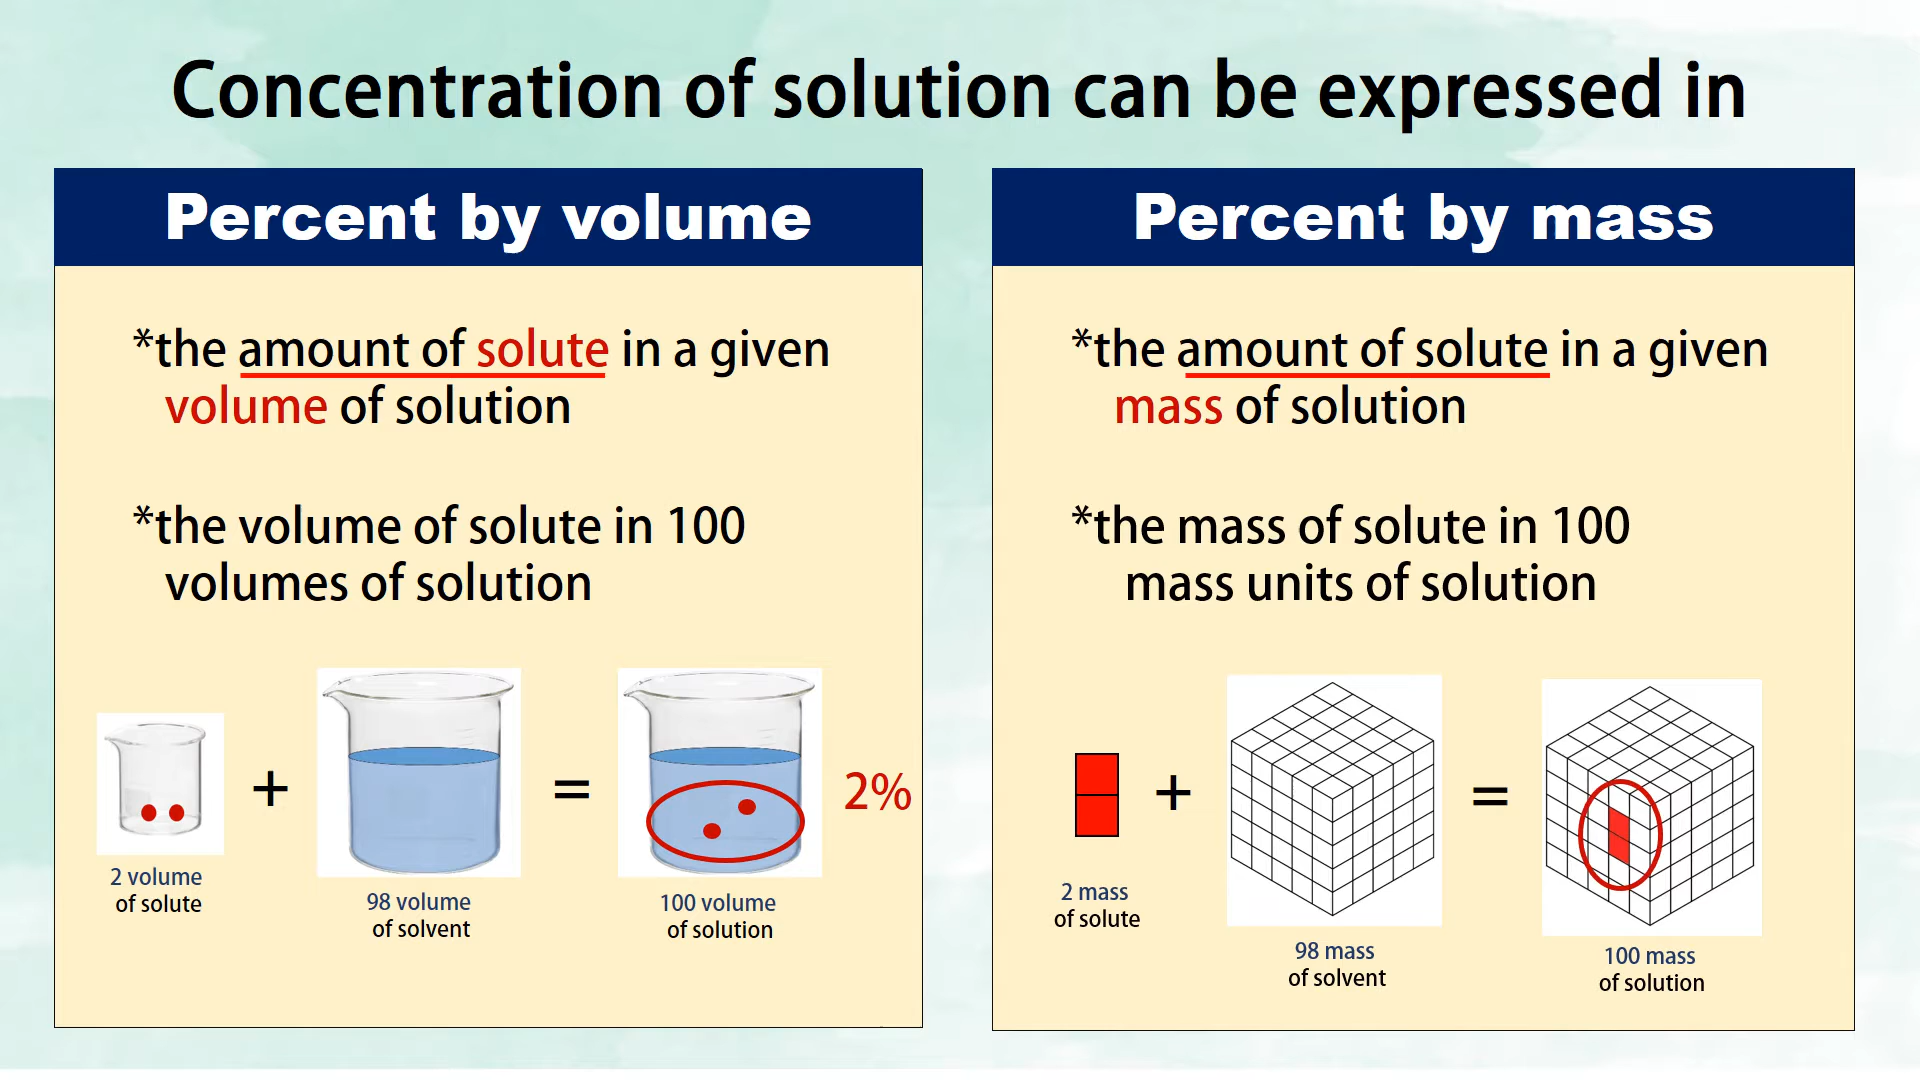 Concentration of solution can be expressed in
Percent by volume
*the amount of solute in a given
volume of solution
*the volume of solute in 100
volumes of solution
+
=
2%
2 volume
of solute
98 volume
of solvent
100 volume
of solution
Percent by mass
*the amount of solute in a given
mass of solution
*the mass of solute in 100
mass units of solution
+
=
2 mass
of solute
98 mass
of solvent
100 mass
of solution